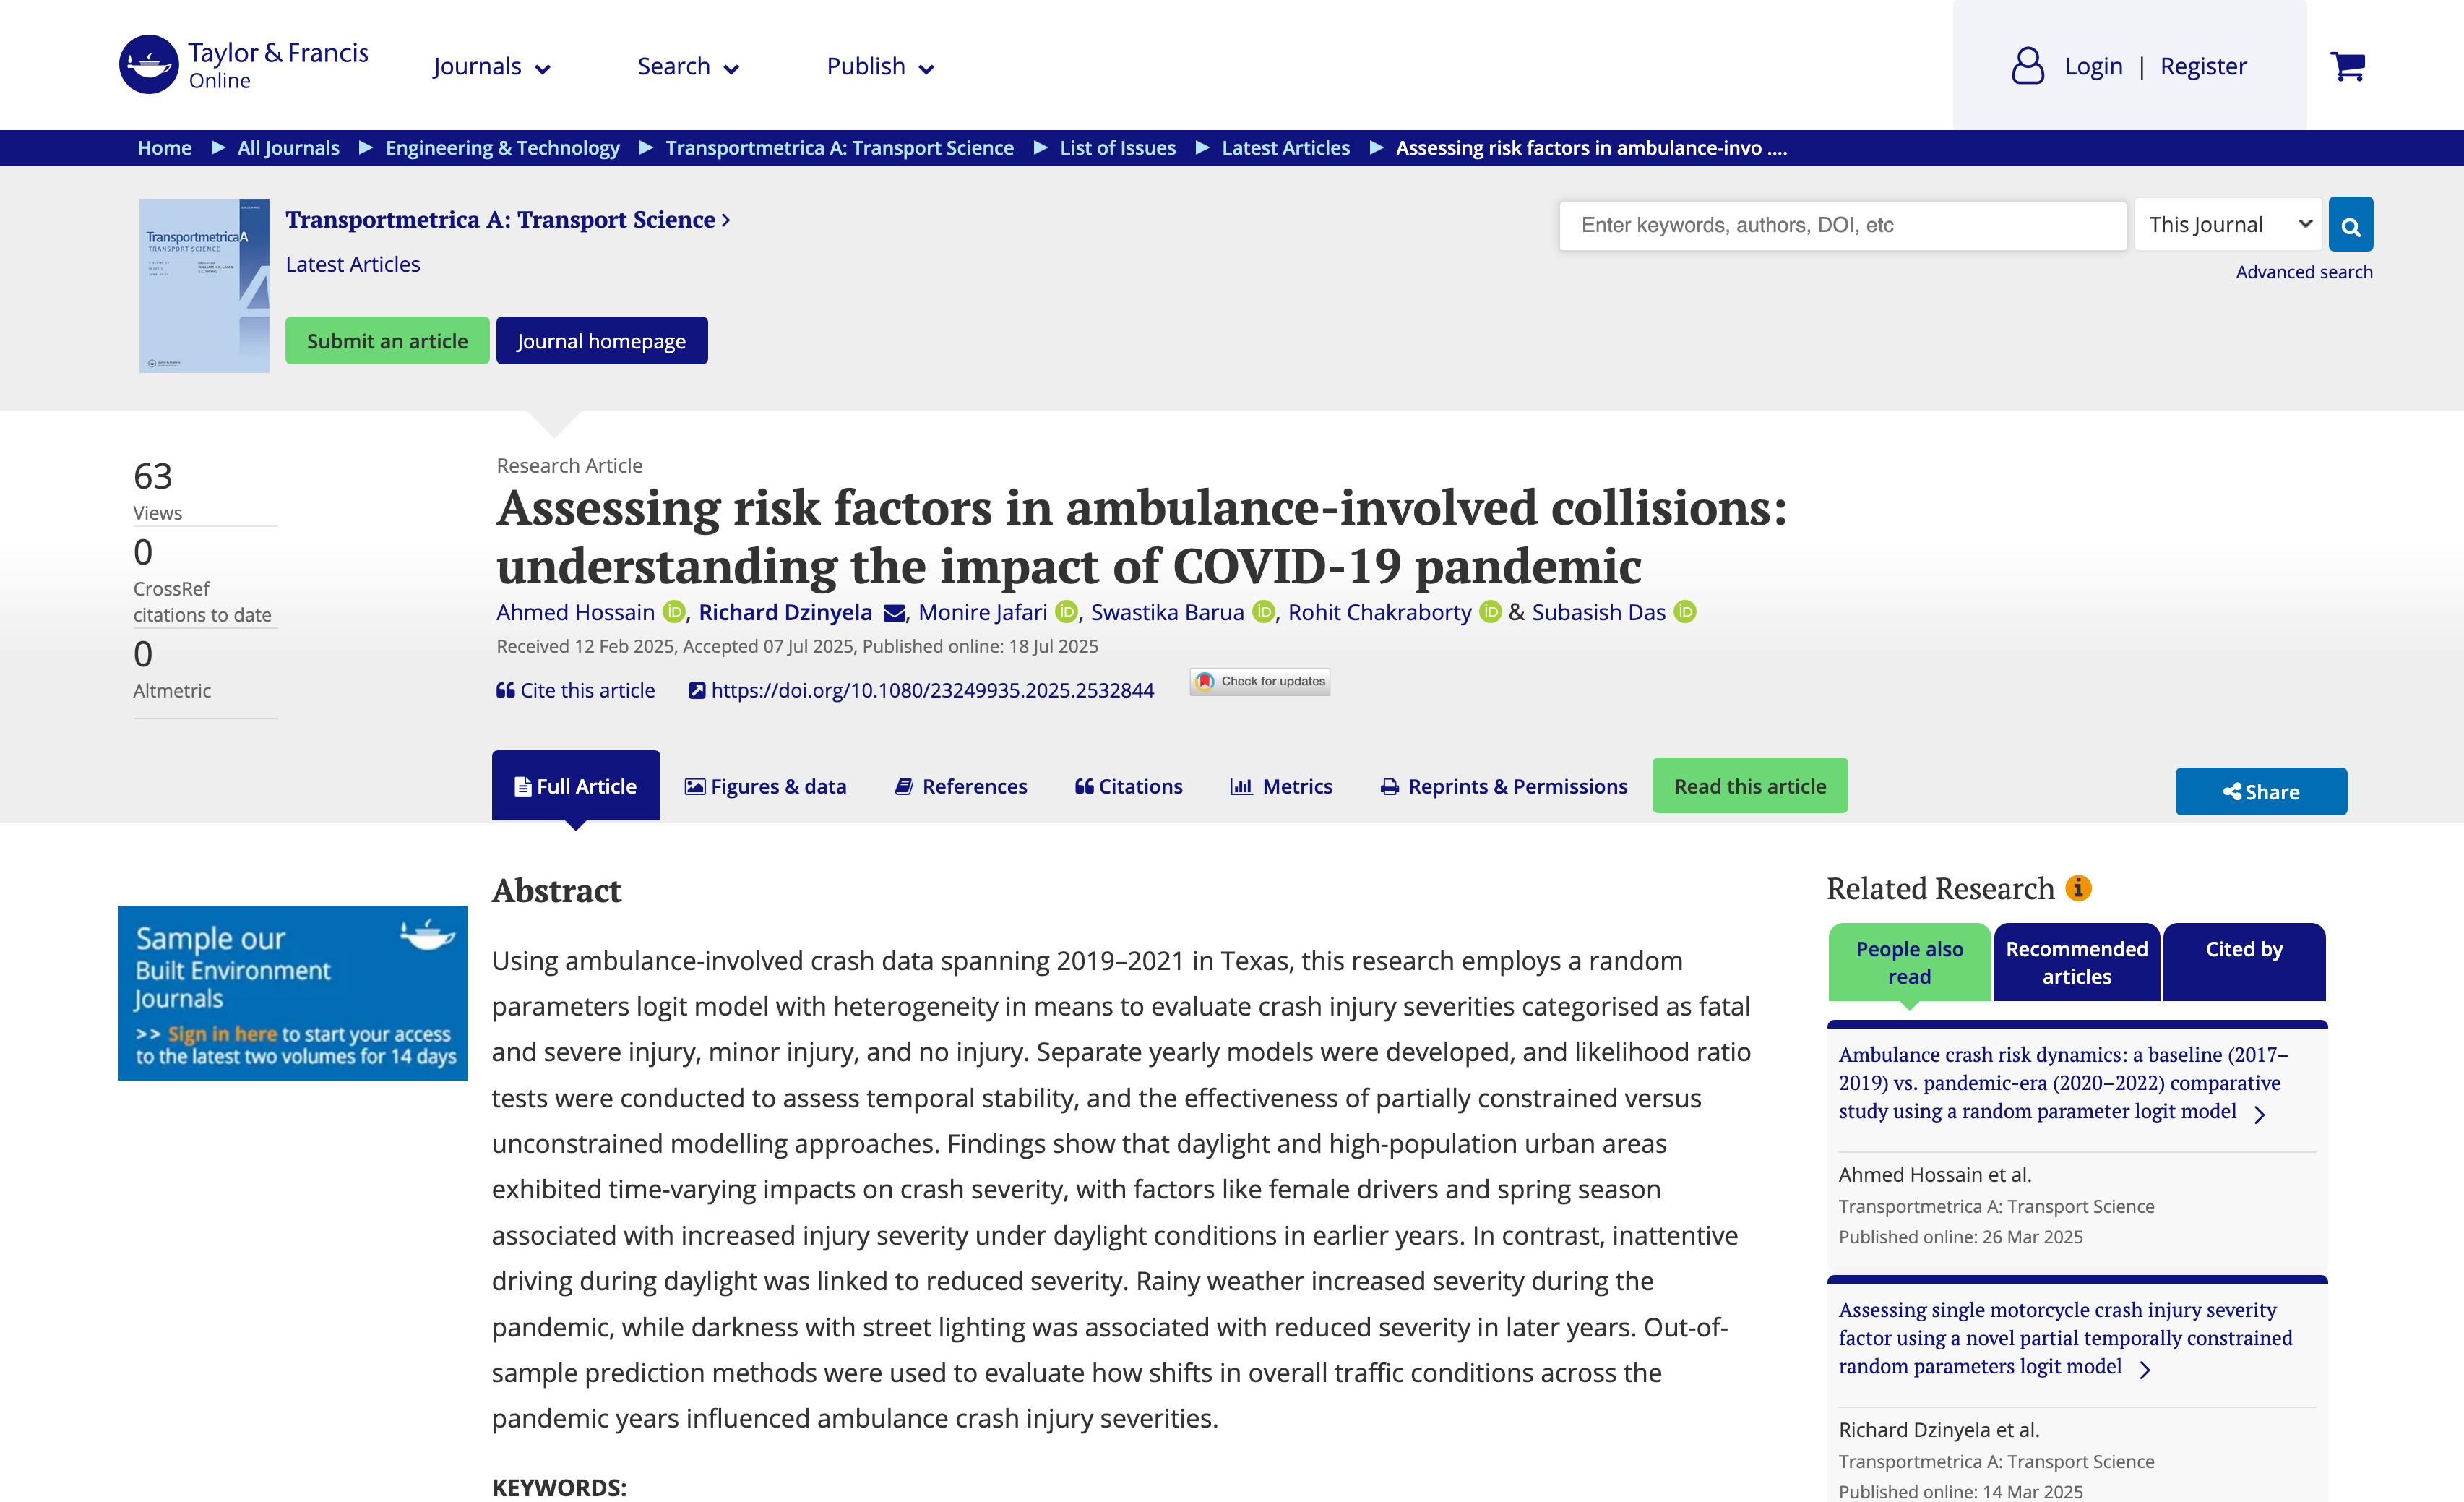 Taylor & Francis
Online
Journals
Search
Publish
Login | Register
Home
All Journals
Engineering & Technology
Transportmetrica A: Transport Science
List of Issues
Latest Articles
Assessing risk factors in ambulance-invo ....
TransportmetricaA
TRANSPORT SCIENCE
Transportmetrica A: Transport Science
Latest Articles
Submit an article
Journal homepage
Enter keywords, authors, DOI, etc
This Journal
Advanced search
63
Views
0
CrossRef
citations to date
0
Altmetric
Research Article
Assessing risk factors in ambulance-involved collisions:
understanding the impact of COVID-19 pandemic
Ahmed Hossain iD, Richard Dzinyela, Monire Jafari iD, Swastika Barua iD, Rohit Chakraborty iD & Subasish Das iD
Received 12 Feb 2025, Accepted 07 Jul 2025, Published online: 18 Jul 2025
Cite this article
https://doi.org/10.1080/23249935.2025.2532844
Check for updates
Full Article
Figures & data
References
Citations
Metrics
Reprints & Permissions
Read this article
Share
Sample our
Built Environment
Journals
>> Sign in here to start your access
to the latest two volumes for 14 days
Abstract
Using ambulance-involved crash data spanning 2019–2021 in Texas, this research employs a random
parameters logit model with heterogeneity in means to evaluate crash injury severities categorised as fatal
and severe injury, minor injury, and no injury. Separate yearly models were developed, and likelihood ratio
tests were conducted to assess temporal stability, and the effectiveness of partially constrained versus
unconstrained modelling approaches. Findings show that daylight and high-population urban areas
exhibited time-varying impacts on crash severity, with factors like female drivers and spring season
associated with increased injury severity under daylight conditions in earlier years. In contrast, inattentive
driving during daylight was linked to reduced severity. Rainy weather increased severity during the
pandemic, while darkness with street lighting was associated with reduced severity in later years. Out-of-
sample prediction methods were used to evaluate how shifts in overall traffic conditions across the
pandemic years influenced ambulance crash injury severities.
KEYWORDS:
Related Research
People also
read
Recommended
articles
Cited by
Ambulance crash risk dynamics: a baseline (2017–
2019) vs. pandemic-era (2020–2022) comparative
study using a random parameter logit model
Ahmed Hossain et al.
Transportmetrica A: Transport Science
Published online: 26 Mar 2025
Assessing single motorcycle crash injury severity
factor using a novel partial temporally constrained
random parameters logit model
Richard Dzinyela et al.
Transportmetrica A: Transport Science
Published online: 14 Mar 2025